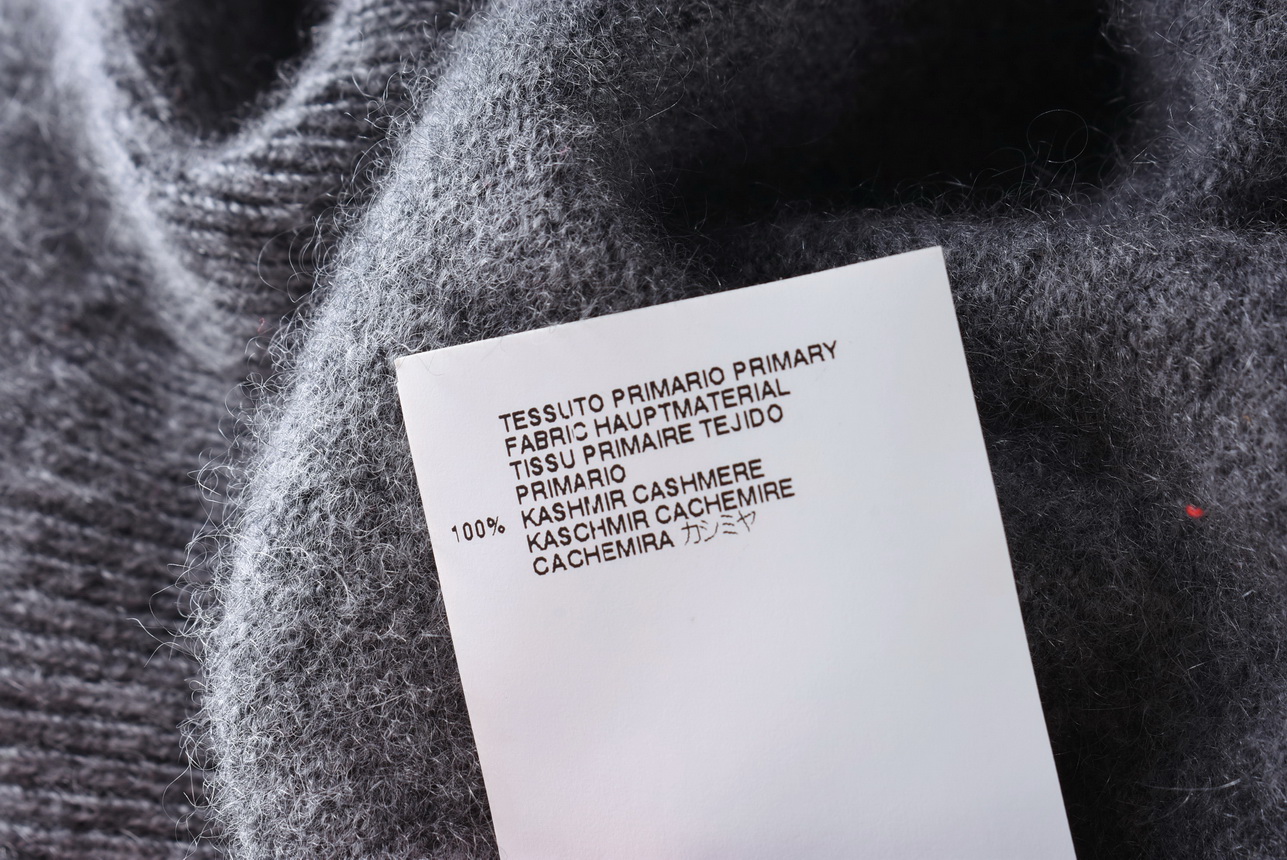 TESSUTO PRIMARIO PRIMARY
FABRIC HAUPTMATERIAL
TISSU PRIMAIRE TEJIDO
PRIMARIO
100% KASHMIR CASHMERE
KASCHMIR CACHEMIRE
CACHEMIRA カシミヤ